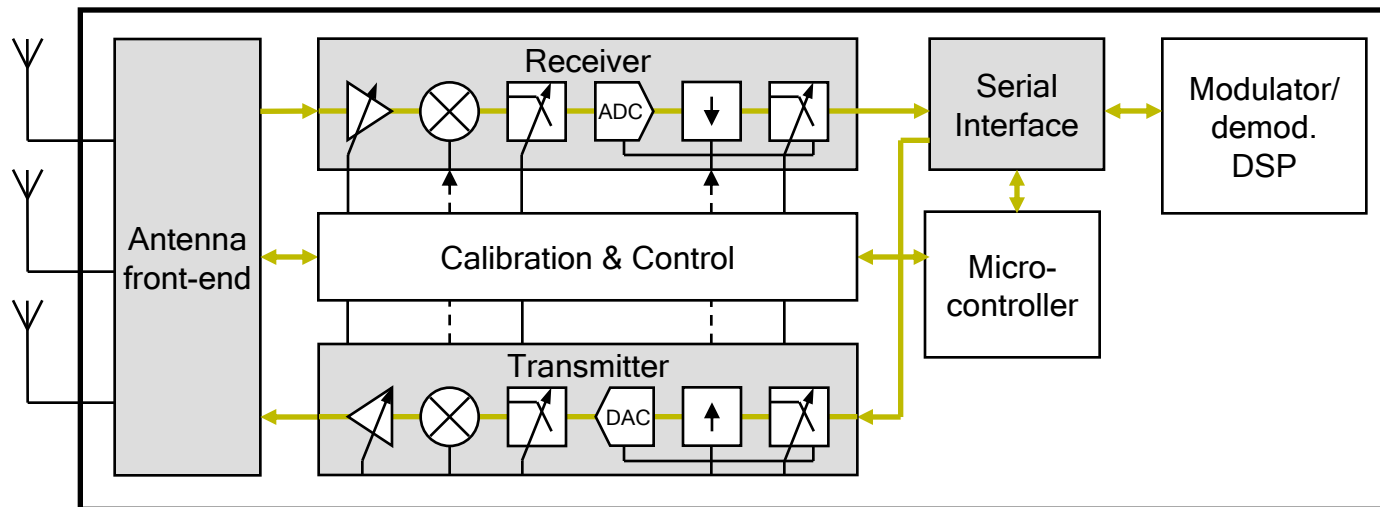 Receiver
ADC
Serial
Interface
Modulator/
demod.
DSP
Antenna
front-end
Calibration & Control
Micro-
controller
Transmitter
DAC